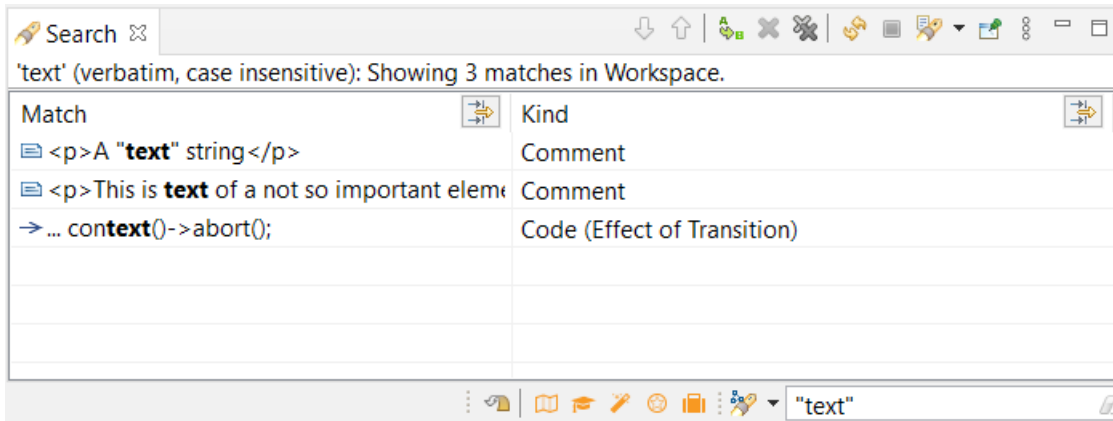 Search
'text' (verbatim, case insensitive): Showing 3 matches in Workspace.
Match Kind
<p>A "text" string</p> Comment
<p>This is text of a not so important eleme Comment
... context()->abort(); Code (Effect of Transition)
"text"